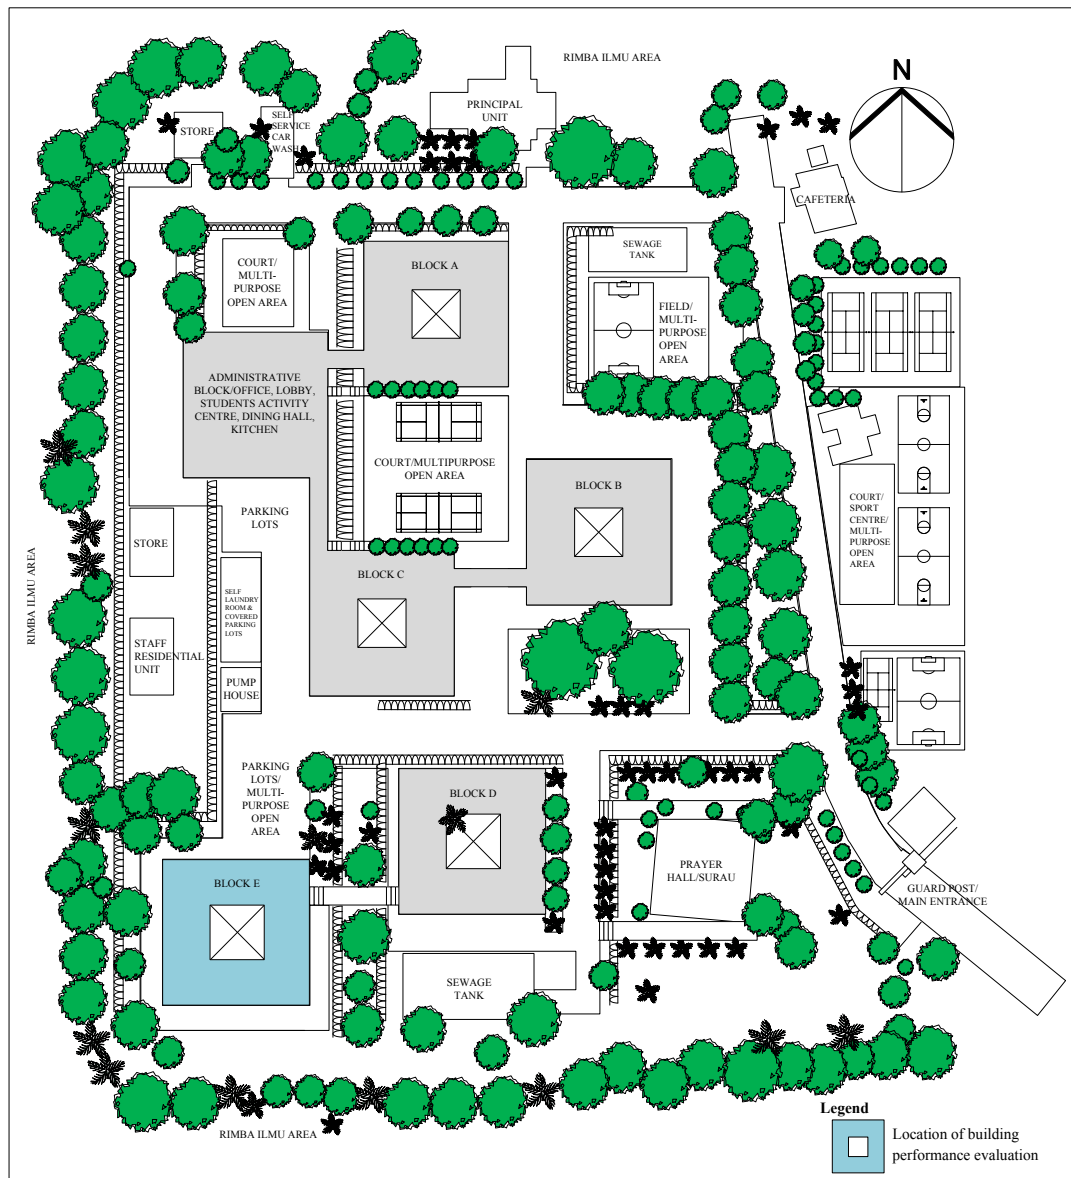 RIMBA ILMU AREA
N
PRINCIPAL
UNIT
STORE
SELF
SERVICE
CAR
WASH
CAFETERIA
SEWAGE
TANK
COURT/
MULTI-
PURPOSE
OPEN AREA
BLOCK A
FIELD/
MULTI-
PURPOSE
OPEN
AREA
ADMINISTRATIVE
BLOCK/OFFICE, LOBBY,
STUDENTS ACTIVITY
CENTRE, DINING HALL,
KITCHEN
COURT/MULTIPURPOSE
OPEN AREA
BLOCK B
COURT/
SPORT
CENTRE/
MULTI-
PURPOSE
OPEN
AREA
PARKING
LOTS
STORE
RIMBA ILMU AREA
BLOCK C
SELF
LAUNDRY
ROOM &
COVERED
PARKING
LOTS
STAFF
RESIDENTIAL
UNIT
PUMP
HOUSE
PARKING
LOTS/
MULTI-
PURPOSE
OPEN
AREA
BLOCK D
PRAYER
HALL/SURAU
BLOCK E
GUARD POST/
MAIN ENTRANCE
SEWAGE
TANK
RIMBA ILMU AREA
Legend
Location of building
performance evaluation